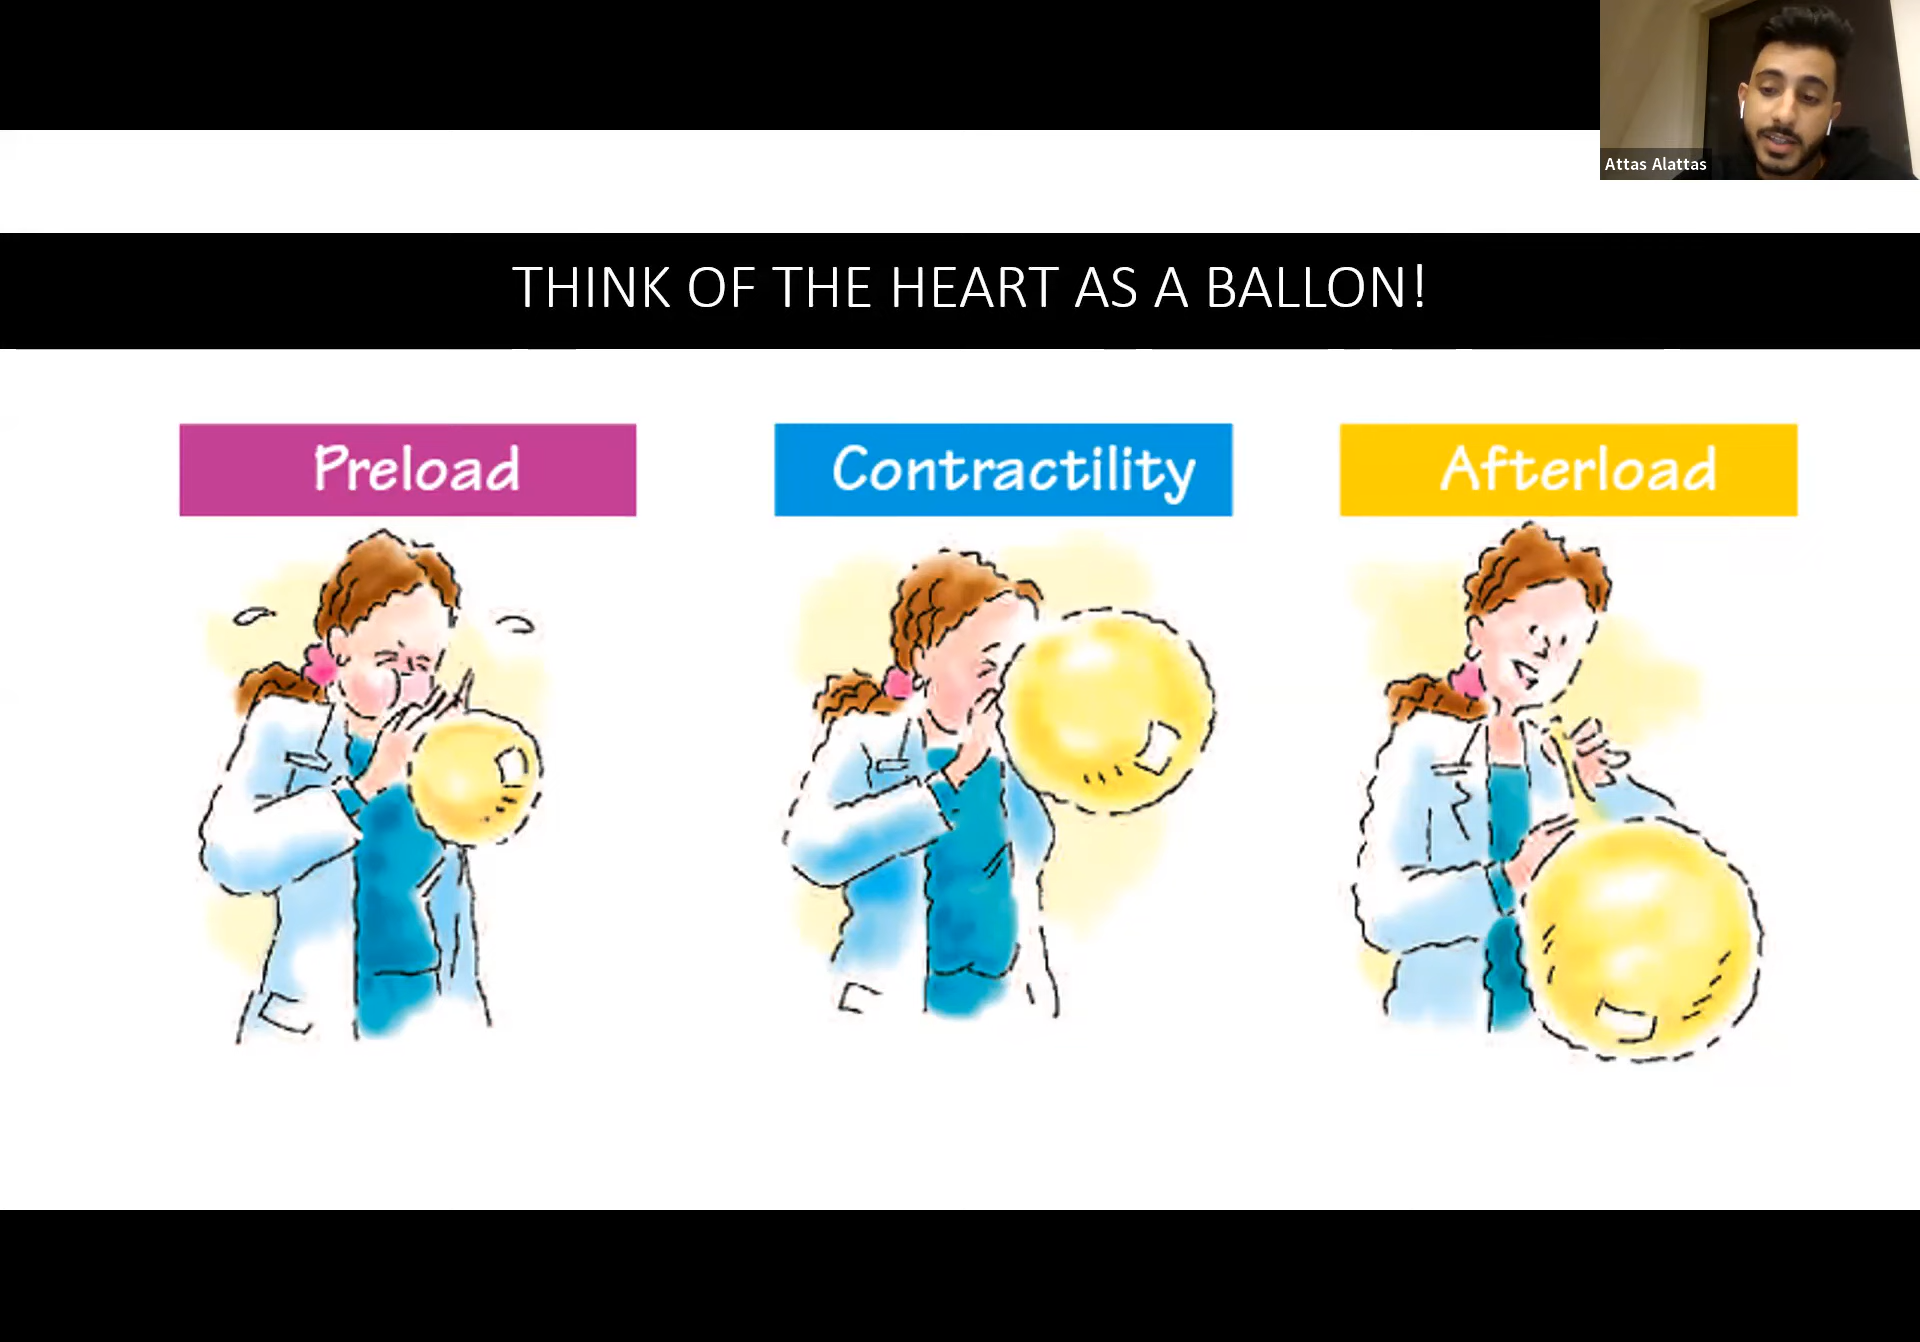 Attas Alattas
THINK OF THE HEART AS A BALLON!
Preload
Contractility
Afterload